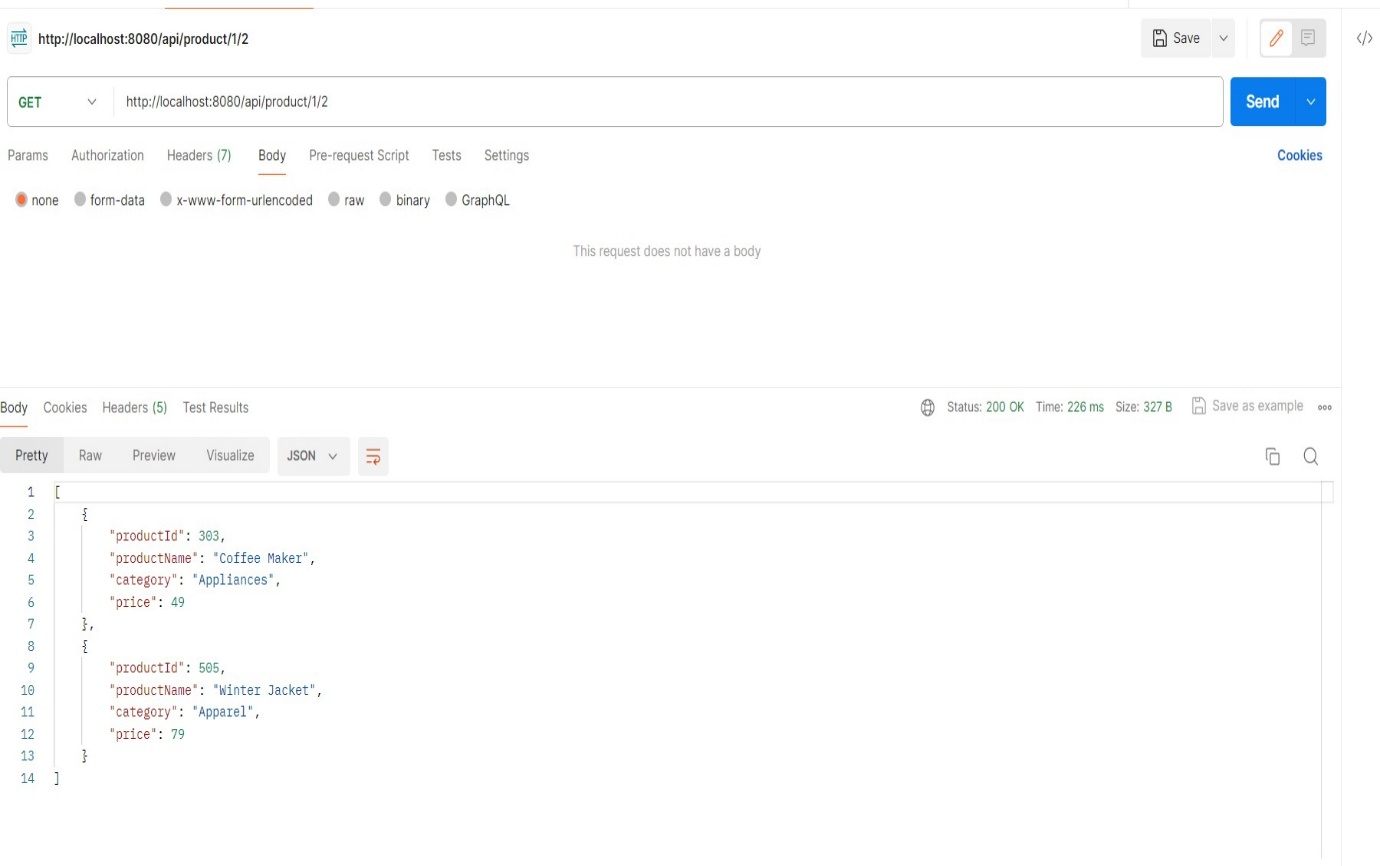 HTTP http://localhost:8080/api/product/1/2 Save
GET http://localhost:8080/api/product/1/2 Send
Params Authorization Headers (7) Body Pre-request Script Tests Settings Cookies
none form-data x-www-form-urlencoded raw binary GraphQL
This request does not have a body
Body Cookies Headers (5) Test Results Status: 200 OK Time: 226 ms Size: 327 B Save as example
Pretty Raw Preview Visualize JSON
1 [
2 {
3 "productId": 303,
4 "productName": "Coffee Maker",
5 "category": "Appliances",
6 "price": 49
7 },
8 {
9 "productId": 505,
10 "productName": "Winter Jacket",
11 "category": "Apparel",
12 "price": 79
13 }
14 ]